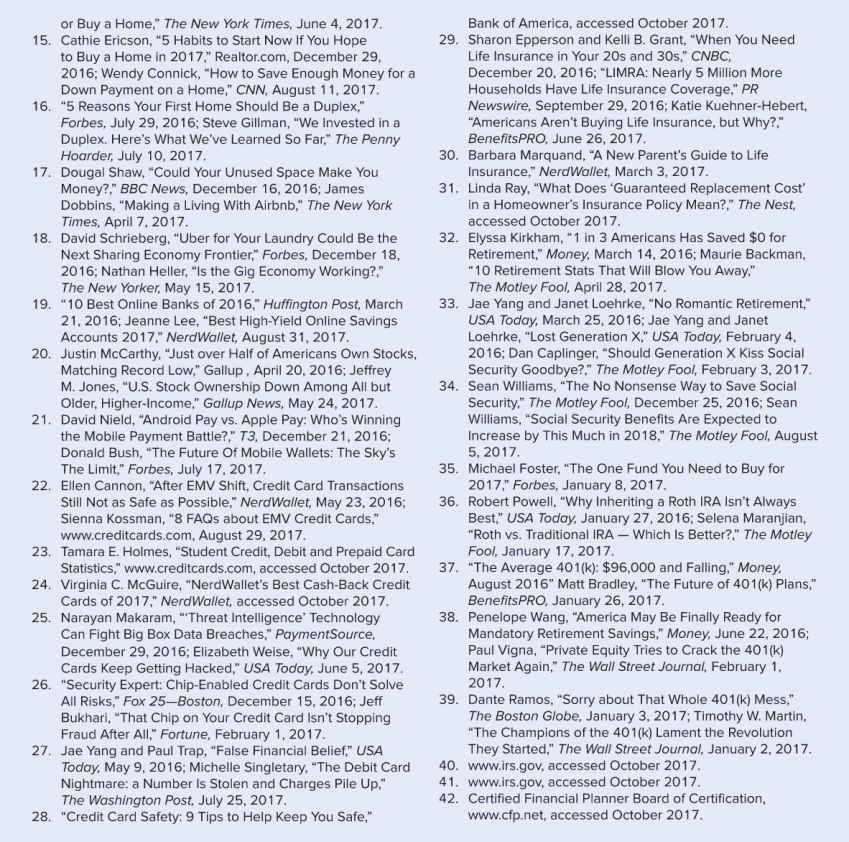 or Buy a Home,” The New York Times, June 4, 2017.
15. Cathie Ericson, “5 Habits to Start Now If You Hope
to Buy a Home in 2017,” Realtor.com, December 29,
2016; Wendy Connick, “How to Save Enough Money for a
Down Payment on a Home,” CNN, August 11, 2017.
16. “5 Reasons Your First Home Should Be a Duplex,”
Forbes, July 29, 2016; Steve Gillman, “We Invested in a
Duplex. Here’s What We’ve Learned So Far,” The Penny
Hoarder, July 10, 2017.
17. Dougal Shaw, “Could Your Unused Space Make You
Money?,” BBC News, December 16, 2016; James
Dobbins, “Making a Living With Airbnb,” The New York
Times, April 7, 2017.
18. David Schrieberg, “Uber for Your Laundry Could Be the
Next Sharing Economy Frontier,” Forbes, December 18,
2016; Nathan Heller, “Is the Gig Economy Working?,”
The New Yorker, May 15, 2017.
19. “10 Best Online Banks of 2016,” Huffington Post, March
21, 2016; Jeanne Lee, “Best High-Yield Online Savings
Accounts 2017,” NerdWallet, August 31, 2017.
20. Justin McCarthy, “Just over Half of Americans Own Stocks,
Matching Record Low,” Gallup , April 20, 2016; Jeffrey
M. Jones, “U.S. Stock Ownership Down Among All but
Older, Higher-Income,” Gallup News, May 24, 2017.
21. David Nield, “Android Pay vs. Apple Pay: Who’s Winning
the Mobile Payment Battle?,” T3, December 21, 2016;
Donald Bush, “The Future Of Mobile Wallets: The Sky’s
The Limit,” Forbes, July 17, 2017.
22. Ellen Cannon, “After EMV Shift, Credit Card Transactions
Still Not as Safe as Possible,” NerdWallet, May 23, 2016;
Sienna Kossman, “8 FAQs about EMV Credit Cards,”
www.creditcards.com, August 29, 2017.
23. Tamara E. Holmes, “Student Credit, Debit and Prepaid Card
Statistics,” www.creditcards.com, accessed October 2017.
24. Virginia C. McGuire, “NerdWallet’s Best Cash-Back Credit
Cards of 2017,” NerdWallet, accessed October 2017.
25. Narayan Makaram, “‘Threat Intelligence’ Technology
Can Fight Big Box Data Breaches,” PaymentSource,
December 29, 2016; Elizabeth Weise, “Why Our Credit
Cards Keep Getting Hacked,” USA Today, June 5, 2017.
26. “Security Expert: Chip-Enabled Credit Cards Don’t Solve
All Risks,” Fox 25—Boston, December 15, 2016; Jeff
Bukhari, “That Chip on Your Credit Card Isn’t Stopping
Fraud After All,” Fortune, February 1, 2017.
27. Jae Yang and Paul Trap, “False Financial Belief,” USA
Today, May 9, 2016; Michelle Singletary, “The Debit Card
Nightmare: a Number Is Stolen and Charges Pile Up,”
The Washington Post, July 25, 2017.
28. “Credit Card Safety: 9 Tips to Help Keep You Safe,”
Bank of America, accessed October 2017.
29. Sharon Epperson and Kelli B. Grant, “When You Need
Life Insurance in Your 20s and 30s,” CNBC,
December 20, 2016; “LIMRA: Nearly 5 Million More
Households Have Life Insurance Coverage,” PR
Newswire, September 29, 2016; Katie Kuehner-Hebert,
“Americans Aren’t Buying Life Insurance, but Why?,”
BenefitsPRO, June 26, 2017.
30. Barbara Marquand, “A New Parent’s Guide to Life
Insurance,” NerdWallet, March 3, 2017.
31. Linda Ray, “What Does ‘Guaranteed Replacement Cost’
in a Homeowner’s Insurance Policy Mean?,” The Nest,
accessed October 2017.
32. Elyssa Kirkham, “1 in 3 Americans Has Saved $0 for
Retirement,” Money, March 14, 2016; Maurie Backman,
“10 Retirement Stats That Will Blow You Away,”
The Motley Fool, April 28, 2017.
33. Jae Yang and Janet Loehrke, “No Romantic Retirement,”
USA Today, March 25, 2016; Jae Yang and Janet
Loehrke, “Lost Generation X,” USA Today, February 4,
2016; Dan Caplinger, “Should Generation X Kiss Social
Security Goodbye?,” The Motley Fool, February 3, 2017.
34. Sean Williams, “The No Nonsense Way to Save Social
Security,” The Motley Fool, December 25, 2016; Sean
Williams, “Social Security Benefits Are Expected to
Increase by This Much in 2018,” The Motley Fool, August
5, 2017.
35. Michael Foster, “The One Fund You Need to Buy for
2017,” Forbes, January 8, 2017.
36. Robert Powell, “Why Inheriting a Roth IRA Isn’t Always
Best,” USA Today, January 27, 2016; Selena Maranjian,
“Roth vs. Traditional IRA — Which Is Better?,” The Motley
Fool, January 17, 2017.
37. “The Average 401(k): $96,000 and Falling,” Money,
August 2016” Matt Bradley, “The Future of 401(k) Plans,”
BenefitsPRO, January 26, 2017.
38. Penelope Wang, “America May Be Finally Ready for
Mandatory Retirement Savings,” Money, June 22, 2016;
Paul Vigna, “Private Equity Tries to Crack the 401(k)
Market Again,” The Wall Street Journal, February 1,
2017.
39. Dante Ramos, “Sorry about That Whole 401(k) Mess,”
The Boston Globe, January 3, 2017; Timothy W. Martin,
“The Champions of the 401(k) Lament the Revolution
They Started,” The Wall Street Journal, January 2, 2017.
40. www.irs.gov, accessed October 2017.
41. www.irs.gov, accessed October 2017.
42. Certified Financial Planner Board of Certification,
www.cfp.net, accessed October 2017.